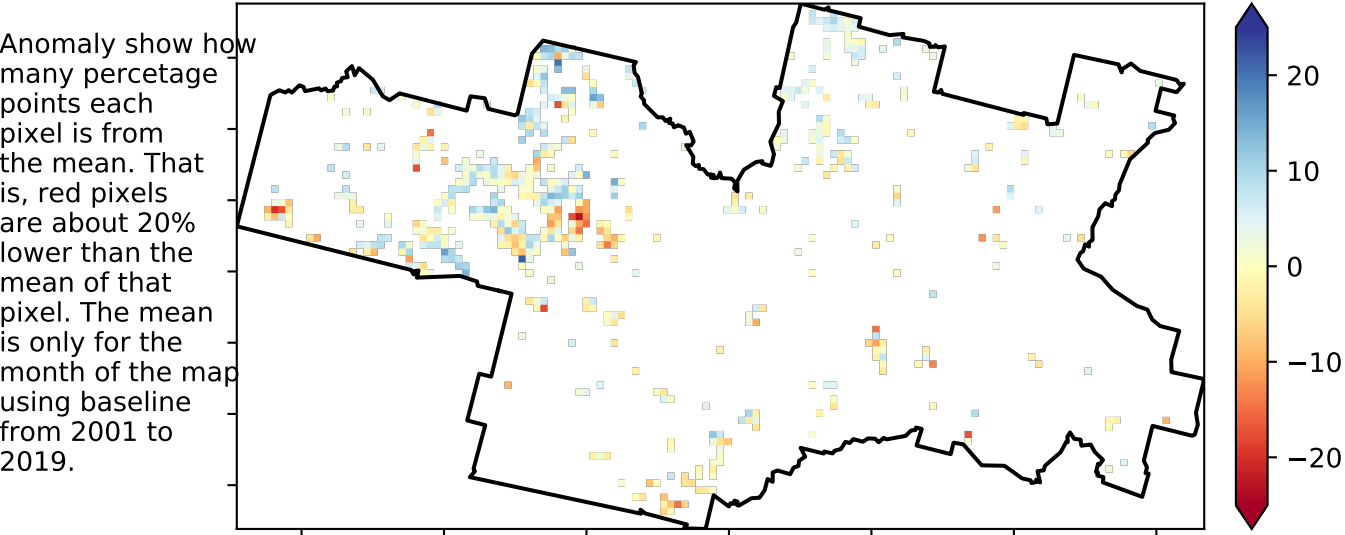 Anomaly show how
many percetage
points each
pixel is from
the mean. That
is, red pixels
are about 20%
lower than the
mean of that
pixel. The mean
is only for the
month of the map
using baseline
from 2001 to
2019.
20
10
0
−10
−20